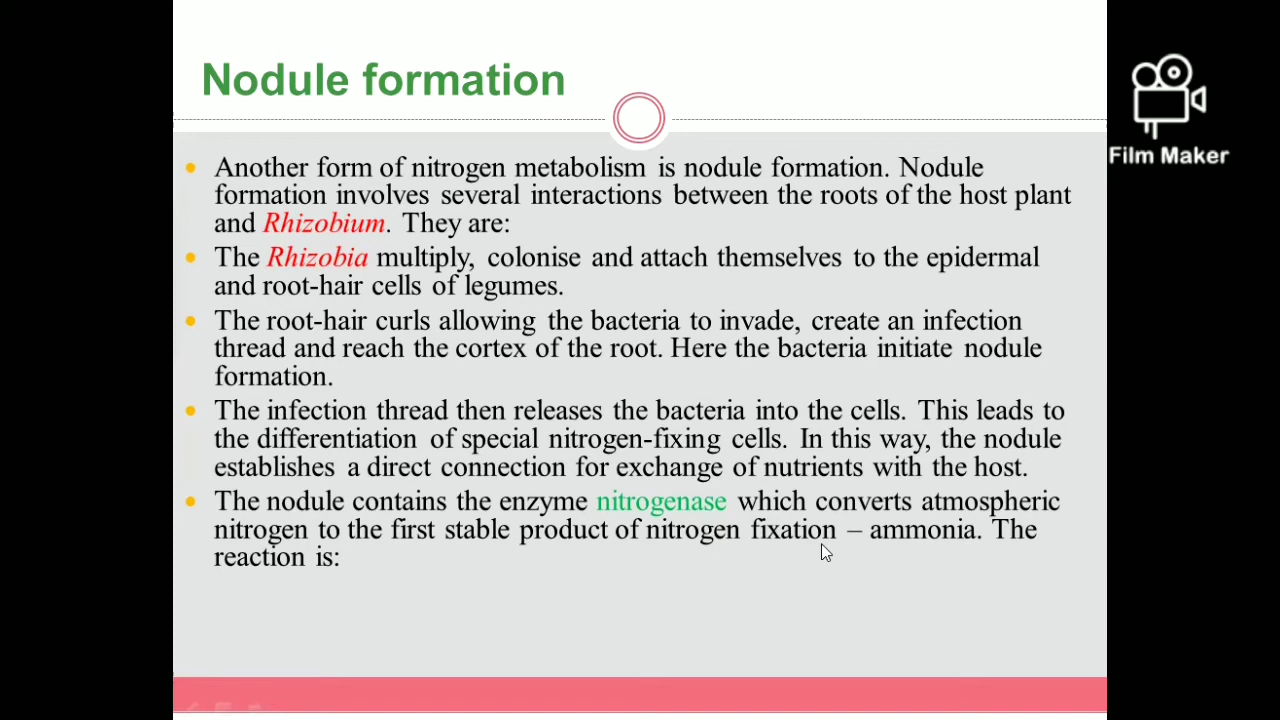 Nodule formation
Film Maker
Another form of nitrogen metabolism is nodule formation. Nodule
formation involves several interactions between the roots of the host plant
and Rhizobium. They are:
The Rhizobia multiply, colonise and attach themselves to the epidermal
and root-hair cells of legumes.
The root-hair curls allowing the bacteria to invade, create an infection
thread and reach the cortex of the root. Here the bacteria initiate nodule
formation.
The infection thread then releases the bacteria into the cells. This leads to
the differentiation of special nitrogen-fixing cells. In this way, the nodule
establishes a direct connection for exchange of nutrients with the host.
The nodule contains the enzyme nitrogenase which converts atmospheric
nitrogen to the first stable product of nitrogen fixation – ammonia. The
reaction is: